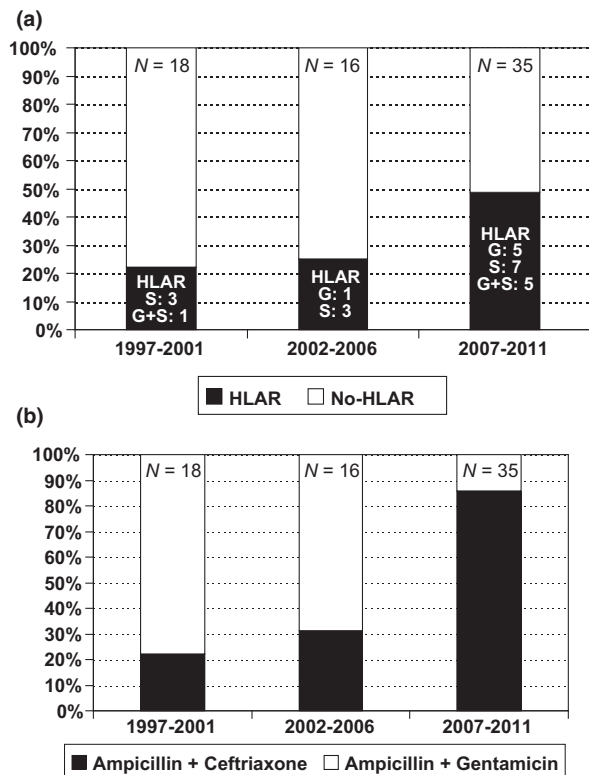 (a)
100%
90%
80%
70%
60%
50%
40%
30%
20%
10%
0%
N = 18
N = 16
N = 35
HLAR
S: 3
G+S: 1
HLAR
G: 1
S: 3
HLAR
G: 5
S: 7
G+S: 5
1997-2001 2002-2006 2007-2011
HLAR No-HLAR
(b)
100%
90%
80%
70%
60%
50%
40%
30%
20%
10%
0%
N = 18
N = 16
N = 35
1997-2001 2002-2006 2007-2011
Ampicillin + Ceftriaxone Ampicillin + Gentamicin